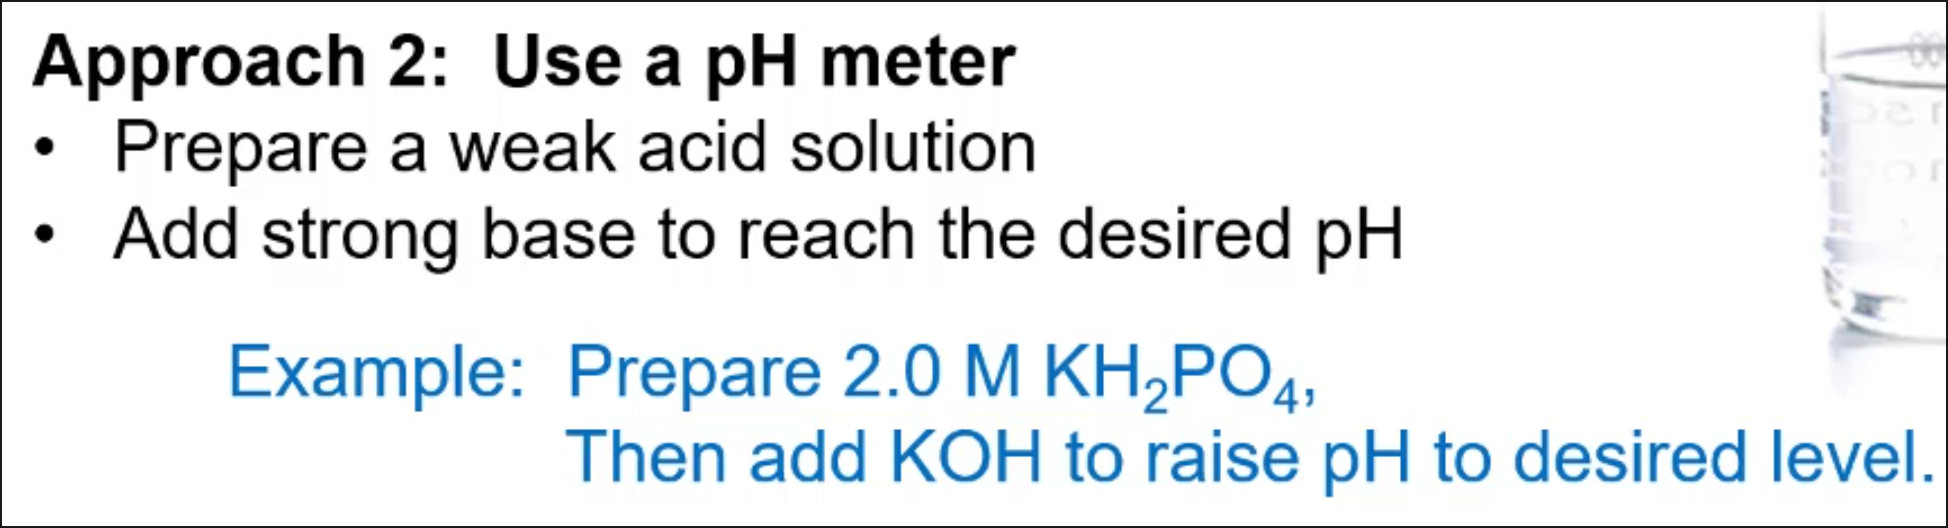 Approach 2: Use a pH meter
• Prepare a weak acid solution
• Add strong base to reach the desired pH
Example: Prepare 2.0 M KH₂PO₄,
Then add KOH to raise pH to desired level.